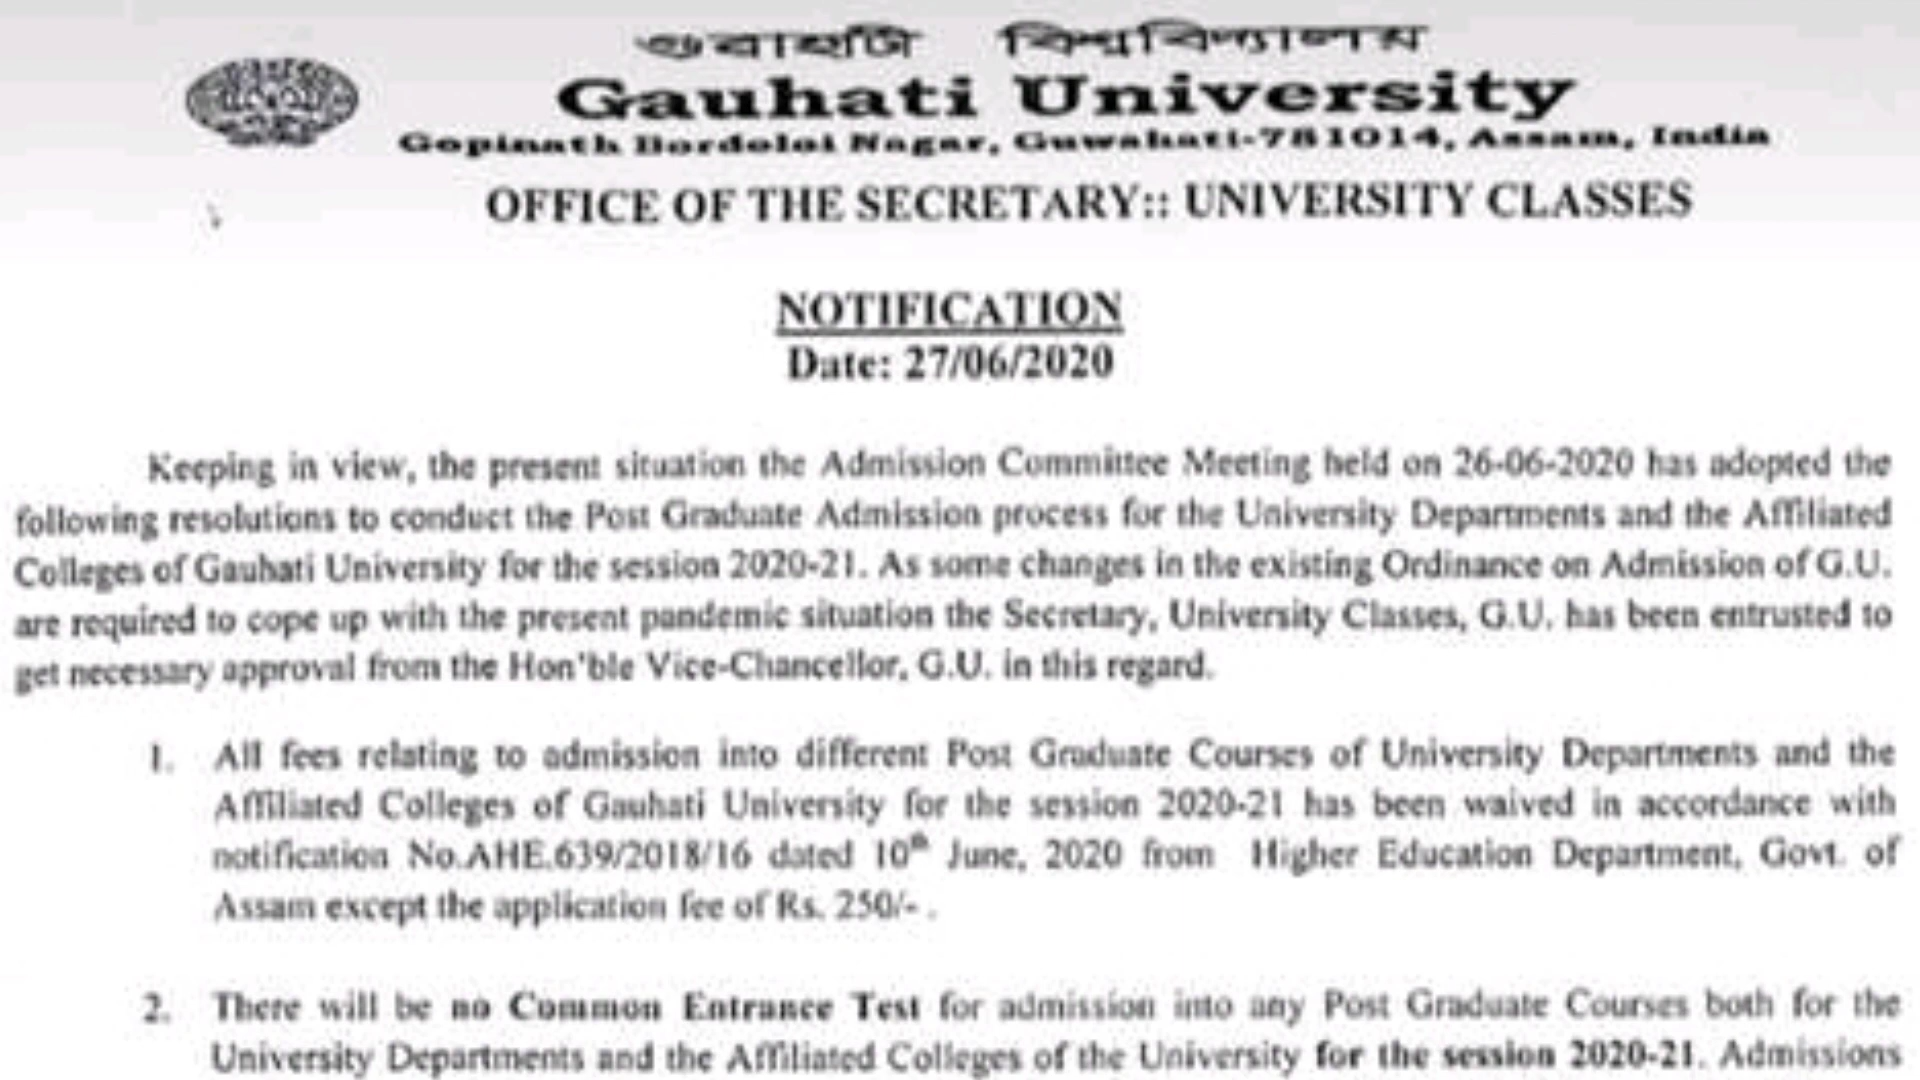 গুৱাহাটী বিশ্ববিদ্যালয়
Gauhati University
Gopinath Bordoloi Nagar, Guwahati-781014, Assam, India
OFFICE OF THE SECRETARY:: UNIVERSITY CLASSES
NOTIFICATION
Date: 27/06/2020
Keeping in view, the present situation the Admission Committee Meeting held on 26-06-2020 has adopted the
following resolutions to conduct the Post Graduate Admission process for the University Departments and the Affiliated
Colleges of Gauhati University for the session 2020-21. As some changes in the existing Ordinance on Admission of G.U.
are required to cope up with the present pandemic situation the Secretary, University Classes, G.U. has been entrusted to
get necessary approval from the Hon'ble Vice-Chancellor, G.U. in this regard.
1. All fees relating to admission into different Post Graduate Courses of University Departments and the
Affiliated Colleges of Gauhati University for the session 2020-21 has been waived in accordance with
notification No.AHE.639/2018/16 dated 10th June, 2020 from Higher Education Department, Govt. of
Assam except the application fee of Rs. 250/- .
2. There will be no Common Entrance Test for admission into any Post Graduate Courses both for the
University Departments and the Affiliated Colleges of the University for the session 2020-21. Admissions